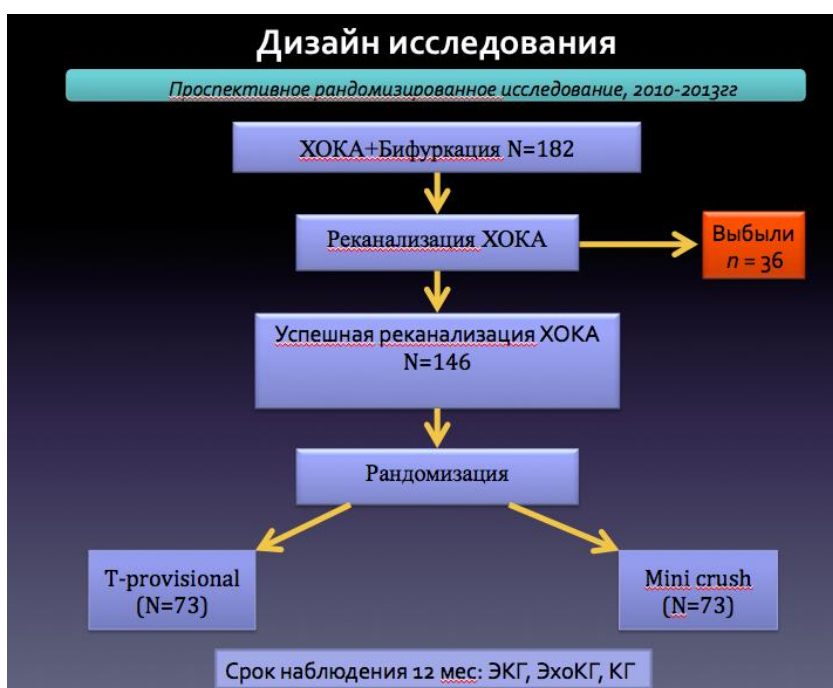 Дизайн исследования
Проспективное рандомизированное исследование, 2010-2013гг
ХОКА+Бифуркация N=182
Реканализация ХОКА
Выбыли
n = 36
Успешная реканализация ХОКА
N=146
Рандомизация
T-provisional
(N=73)
Mini crush
(N=73)
Срок наблюдения 12 мес: ЭКГ, ЭхоКГ, КГ